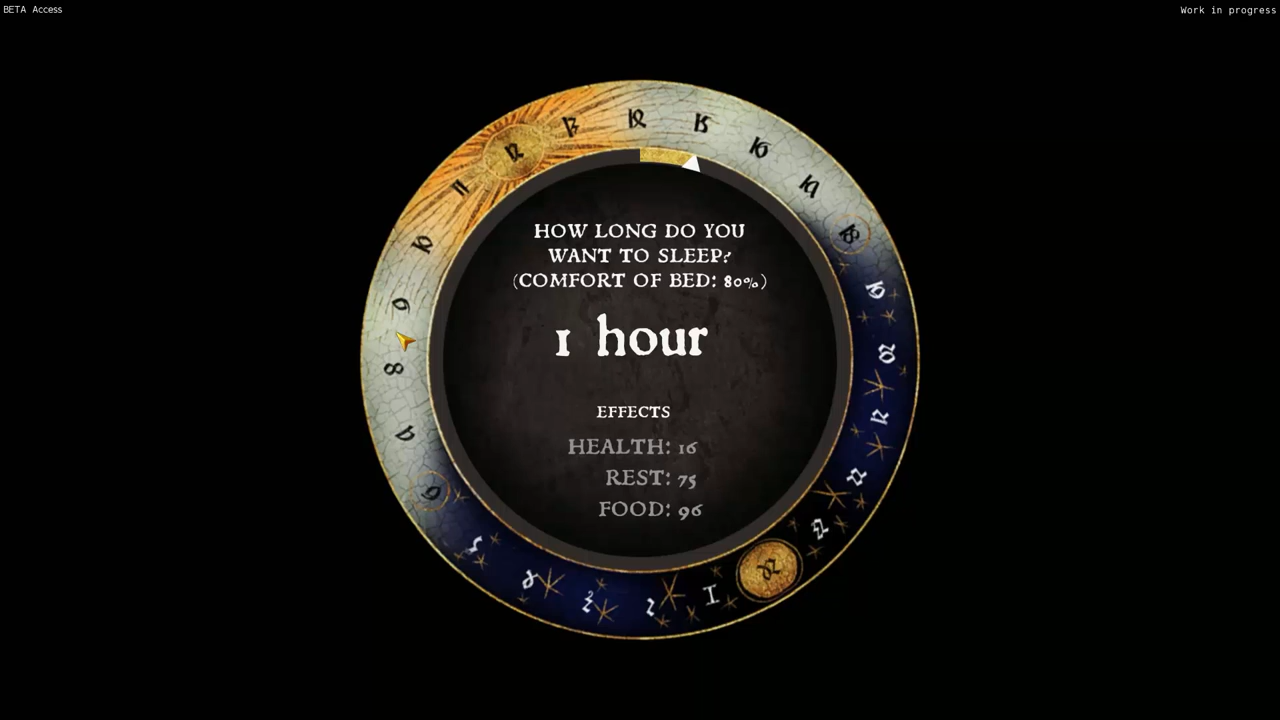 BETA Access
Work in progress
HOW LONG DO YOU
WANT TO SLEEP?
(COMFORT OF BED: 80%)
1 hour
EFFECTS
HEALTH: 16
REST: 75
FOOD: 96